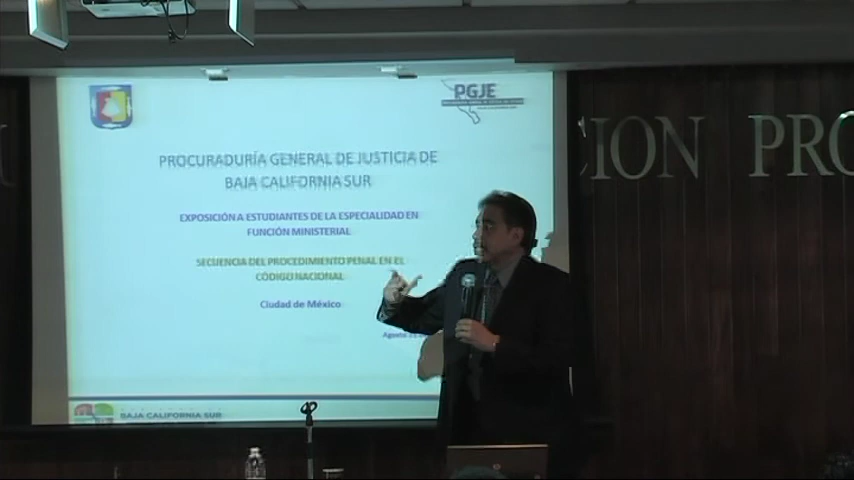 PGJE
PROCURADURÍA GENERAL DE JUSTICIA DE
BAJA CALIFORNIA SUR
EXPOSICIÓN A ESTUDIANTES DE LA ESPECIALIDAD EN
FUNCIÓN MINISTERIAL
SECUENCIA DEL PROCEDIMIENTO PENAL EN EL
CÓDIGO NACIONAL
Ciudad de México
Agosto
BAJA CALIFORNIA SUR
CION PRO